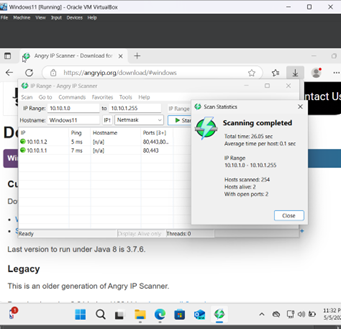 Windows11 [Running] - Oracle VM VirtualBox
File Machine View Input Devices Help
Angry IP Scanner - Download fr
https://angryip.org/download/#windows
Contact Us
IP Range - Angry IP Scanner
Scan Go to Commands Favorites Tools Help
IP Range: 10.10.1.0 to 10.10.1.255 IP Range
Hostname: Windows11 IP↑ Netmask Start
IP Ping Hostname Ports [3+]
10.10.1.2 5 ms [n/a] 80,443,80...
10.10.1.1 7 ms [n/a] 80,443
Ready Display: Alive only Threads: 0
Scan Statistics
Scanning completed
Total time: 26.05 sec
Average time per host: 0.1 sec
IP Range
10.10.1.0 - 10.10.1.255
Hosts scanned: 254
Hosts alive: 2
With open ports: 2
Close
Last version to run under Java 8 is 3.7.6.
Legacy
This is an older generation of Angry IP Scanner.
11:32 P
5/5/202